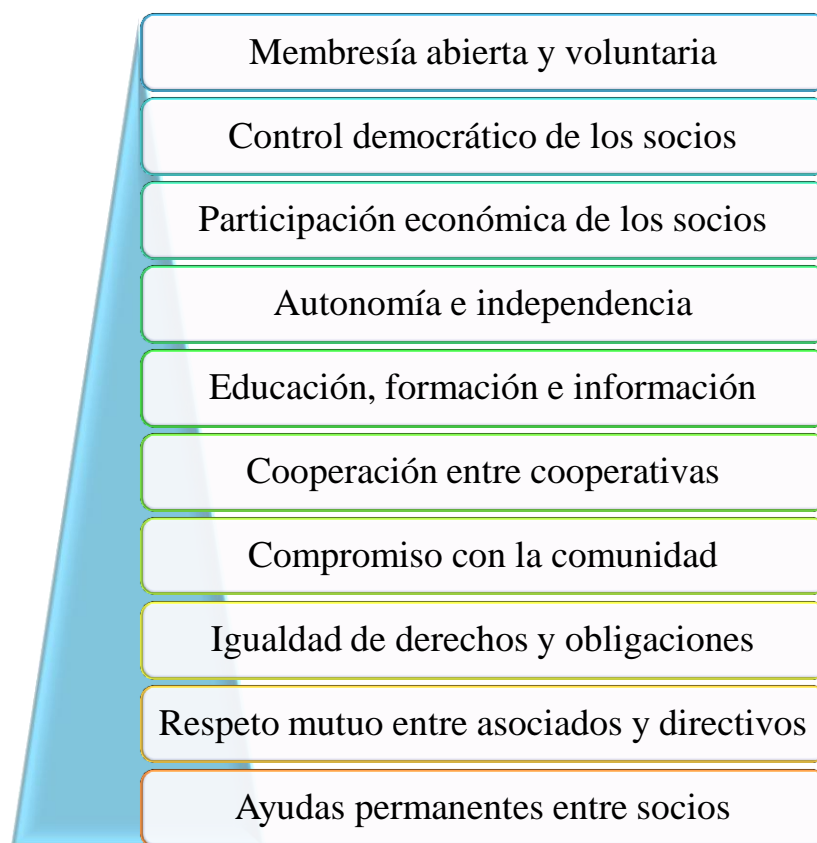 Membresía abierta y voluntaria
Control democrático de los socios
Participación económica de los socios
Autonomía e independencia
Educación, formación e información
Cooperación entre cooperativas
Compromiso con la comunidad
Igualdad de derechos y obligaciones
Respeto mutuo entre asociados y directivos
Ayudas permanentes entre socios